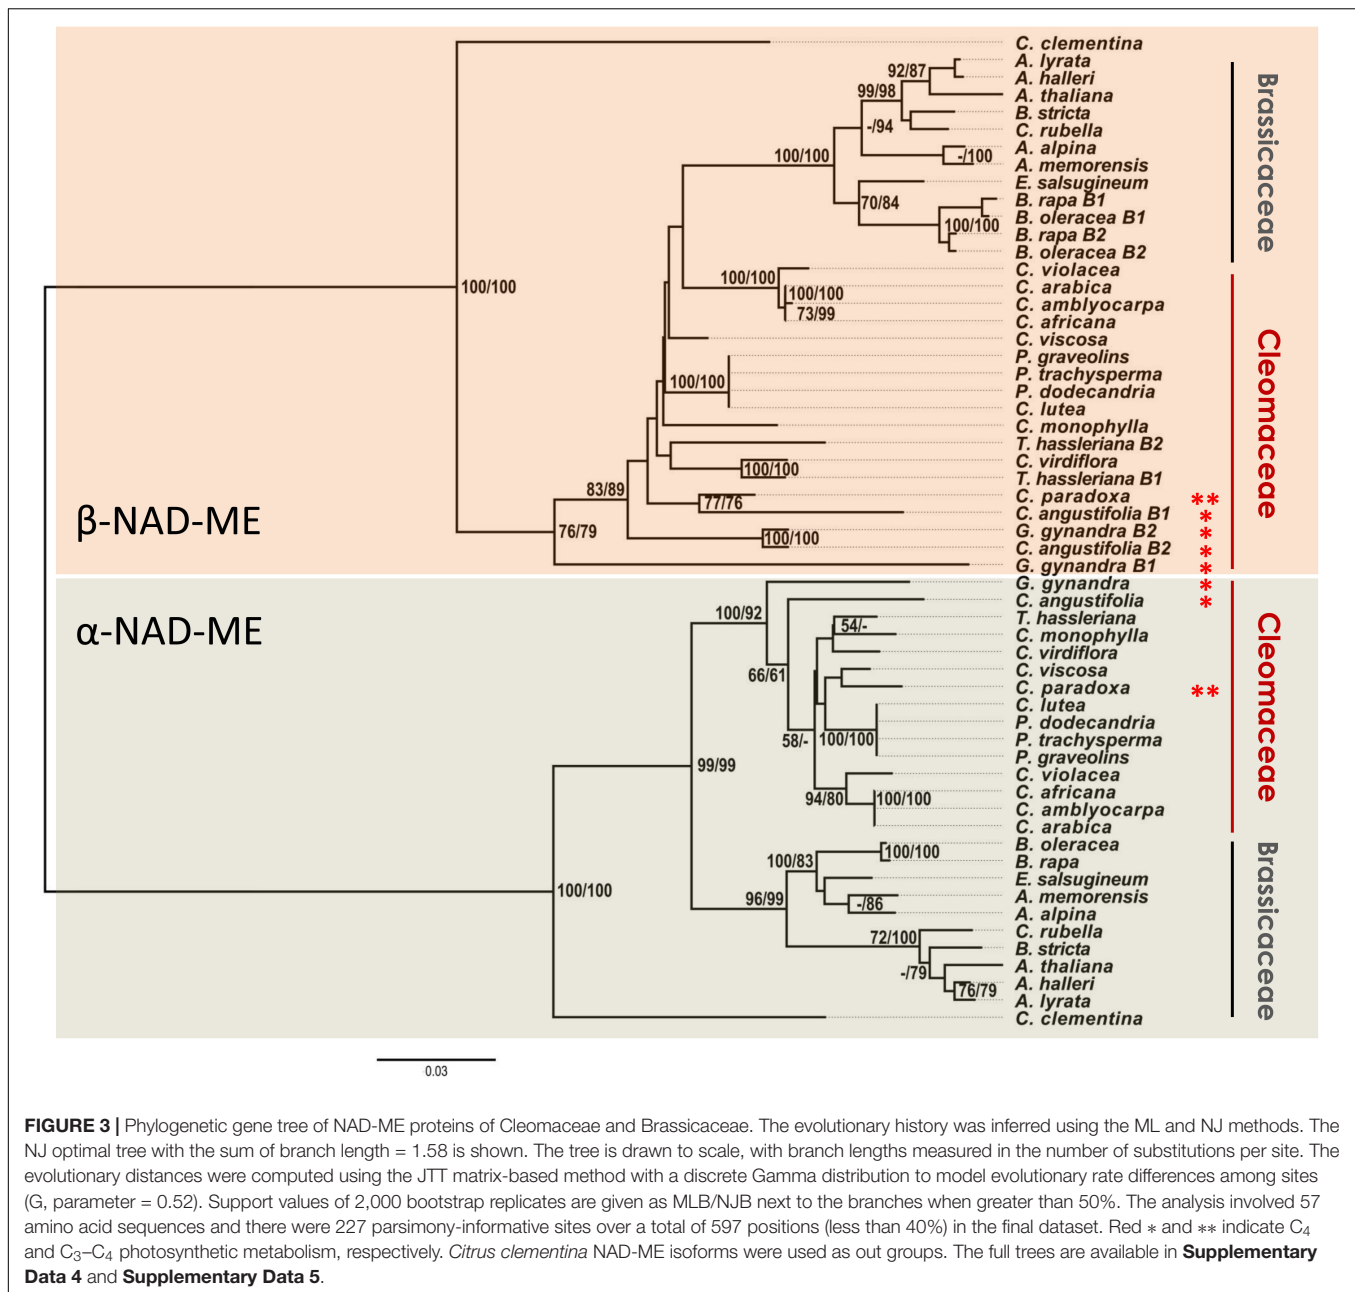 C. clementina
A. lyrata
92/87
A. halleri
99/98
A. thaliana
B. stricta
-/94
C. rubella
A. alpina
100/100
-/100
A. memorensis
E. salsugineum
70/84
B. rapa B1
B. oleracea B1
100/100
B. rapa B2
B. oleracea B2
Brassicaceae
C. violacea
100/100
C. arabica
100/100
100/100
C. amblyocarpa
73/99
C. africana
C. viscosa
P. graveolins
P. trachysperma
100/100
P. dodecandria
C. lutea
C. monophylla
T. hassleriana B2
C. virdiflora
100/100
T. hassleriana B1
83/89
C. paradoxa **
77/76
C. angustifolia B1 *
β-NAD-ME
76/79
G. gynandra B2 *
100/100
C. angustifolia B2 *
G. gynandra B1 *
Cleomaceae
G. gynandra *
C. angustifolia *
100/92
T. hassleriana
α-NAD-ME
54/-
C. monophylla
C. virdiflora
C. viscosa
66/61
C. paradoxa **
C. lutea
P. dodecandria
58/-
100/100
P. trachysperma
P. graveolins
99/99
C. violacea
C. africana
94/80
100/100
C. amblyocarpa
C. arabica
Cleomaceae
B. oleracea
100/100
100/83
B. rapa
E. salsugineum
100/100
96/99
A. memorensis
-/86
A. alpina
C. rubella
72/100
B. stricta
A. thaliana
-/79
A. halleri
76/79
A. lyrata
C. clementina
Brassicaceae
0.03
FIGURE 3 | Phylogenetic gene tree of NAD-ME proteins of Cleomaceae and Brassicaceae. The evolutionary history was inferred using the ML and NJ methods. The
NJ optimal tree with the sum of branch length = 1.58 is shown. The tree is drawn to scale, with branch lengths measured in the number of substitutions per site. The
evolutionary distances were computed using the JTT matrix-based method with a discrete Gamma distribution to model evolutionary rate differences among sites
(G, parameter = 0.52). Support values of 2,000 bootstrap replicates are given as MLB/NJB next to the branches when greater than 50%. The analysis involved 57
amino acid sequences and there were 227 parsimony-informative sites over a total of 597 positions (less than 40%) in the final dataset. Red * and ** indicate C4
and C3–C4 photosynthetic metabolism, respectively. Citrus clementina NAD-ME isoforms were used as out groups. The full trees are available in Supplementary
Data 4 and Supplementary Data 5.